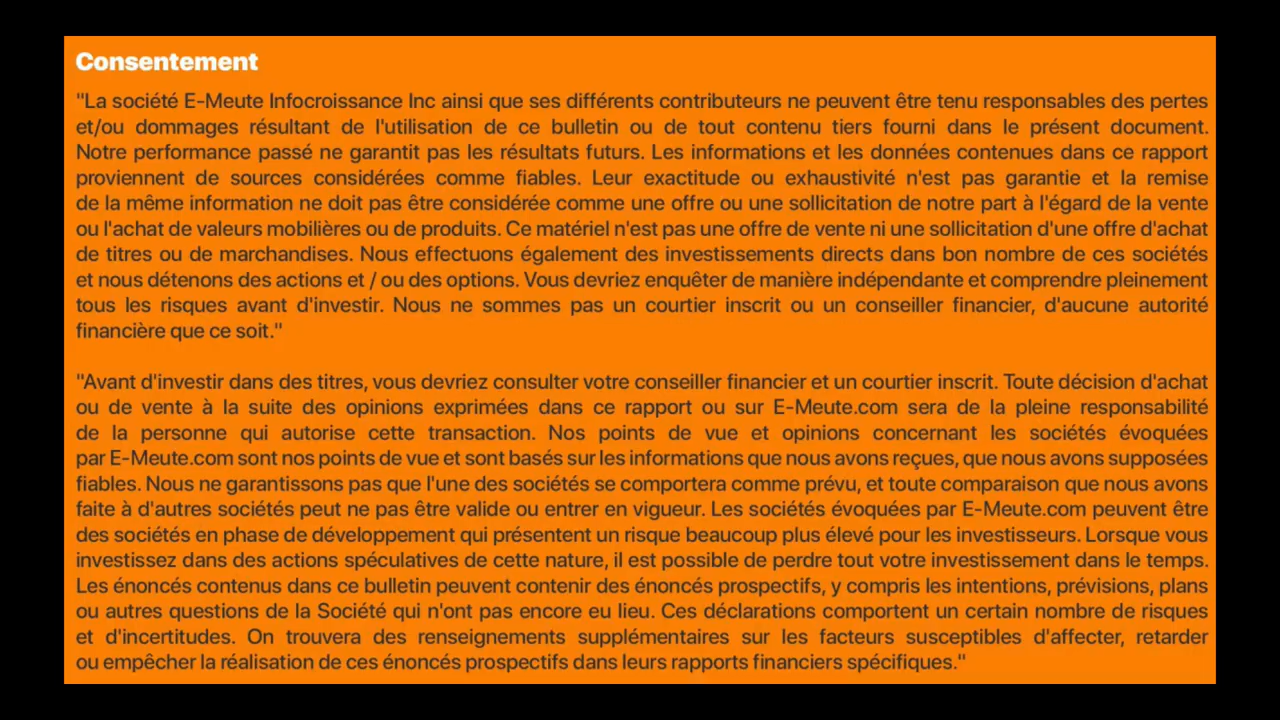 Consentement
"La société E-Meute Infocroissance Inc ainsi que ses différents contributeurs ne peuvent être tenu responsables des pertes
et/ou dommages résultant de l'utilisation de ce bulletin ou de tout contenu tiers fourni dans le présent document.
Notre performance passé ne garantit pas les résultats futurs. Les informations et les données contenues dans ce rapport
proviennent de sources considérées comme fiables. Leur exactitude ou exhaustivité n'est pas garantie et la remise
de la même information ne doit pas être considérée comme une offre ou une sollicitation de notre part à l'égard de la vente
ou l'achat de valeurs mobilières ou de produits. Ce matériel n'est pas une offre de vente ni une sollicitation d'une offre d'achat
de titres ou de marchandises. Nous effectuons également des investissements directs dans bon nombre de ces sociétés
et nous détenons des actions et / ou des options. Vous devriez enquêter de manière indépendante et comprendre pleinement
tous les risques avant d'investir. Nous ne sommes pas un courtier inscrit ou un conseiller financier, d'aucune autorité
financière que ce soit."
"Avant d'investir dans des titres, vous devriez consulter votre conseiller financier et un courtier inscrit. Toute décision d'achat
ou de vente à la suite des opinions exprimées dans ce rapport ou sur E-Meute.com sera de la pleine responsabilité
de la personne qui autorise cette transaction. Nos points de vue et opinions concernant les sociétés évoquées
par E-Meute.com sont nos points de vue et sont basés sur les informations que nous avons reçues, que nous avons supposées
fiables. Nous ne garantissons pas que l'une des sociétés se comportera comme prévu, et toute comparaison que nous avons
faite à d'autres sociétés peut ne pas être valide ou entrer en vigueur. Les sociétés évoquées par E-Meute.com peuvent être
des sociétés en phase de développement qui présentent un risque beaucoup plus élevé pour les investisseurs. Lorsque vous
investissez dans des actions spéculatives de cette nature, il est possible de perdre tout votre investissement dans le temps.
Les énoncés contenus dans ce bulletin peuvent contenir des énoncés prospectifs, y compris les intentions, prévisions, plans
ou autres questions de la Société qui n'ont pas encore eu lieu. Ces déclarations comportent un certain nombre de risques
et d'incertitudes. On trouvera des renseignements supplémentaires sur les facteurs susceptibles d'affecter, retarder
ou empêcher la réalisation de ces énoncés prospectifs dans leurs rapports financiers spécifiques."